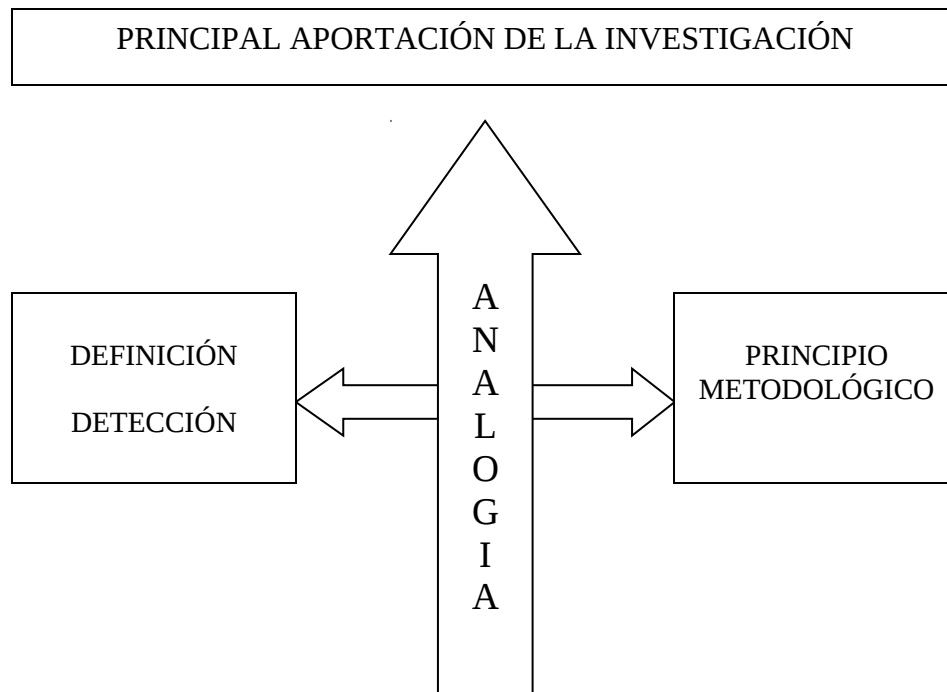 PRINCIPAL APORTACIÓN DE LA INVESTIGACIÓN
DEFINICIÓN
DETECCIÓN
A
N
A
L
O
G
I
A
PRINCIPIO
METODOLÓGICO